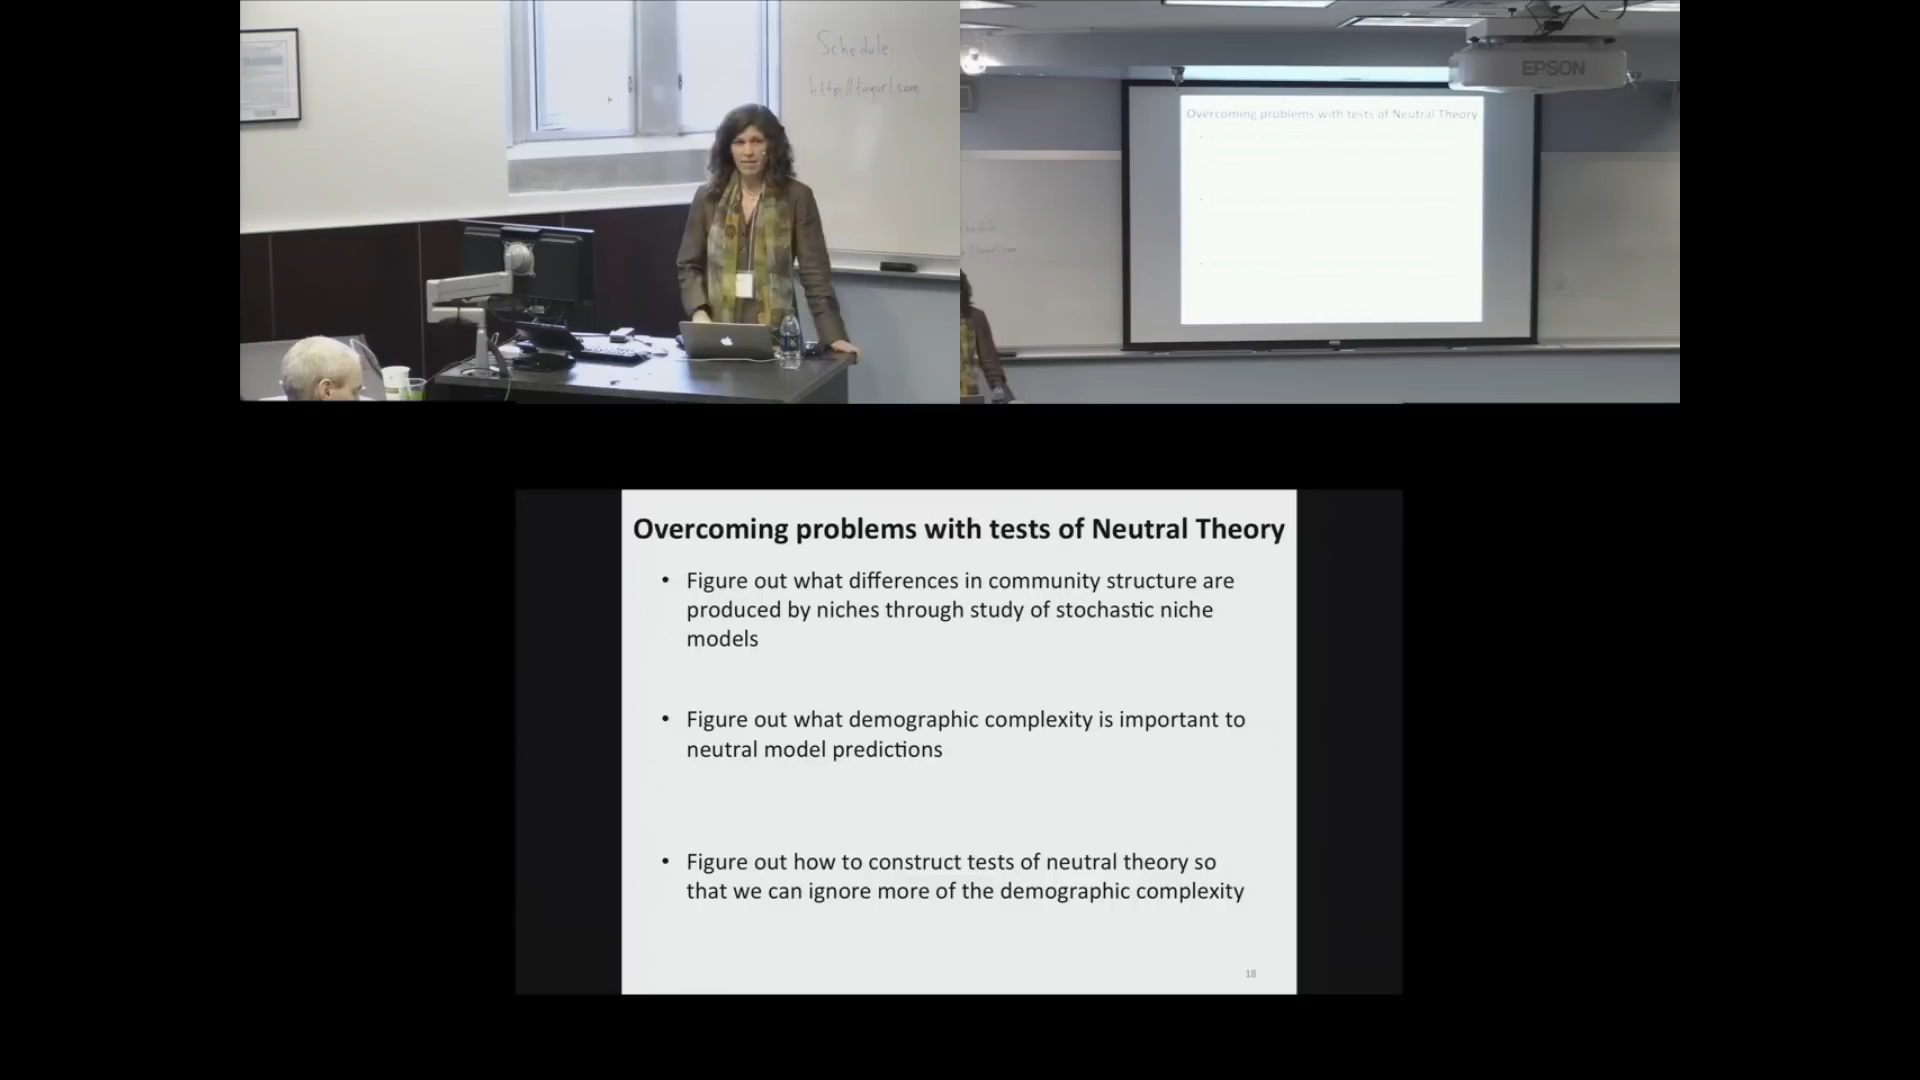 Schedule:
http://tinyurl.com
EPSON
Overcoming problems with tests of Neutral Theory
Overcoming problems with tests of Neutral Theory
• Figure out what differences in community structure are
produced by niches through study of stochastic niche
models
• Figure out what demographic complexity is important to
neutral model predictions
• Figure out how to construct tests of neutral theory so
that we can ignore more of the demographic complexity
18